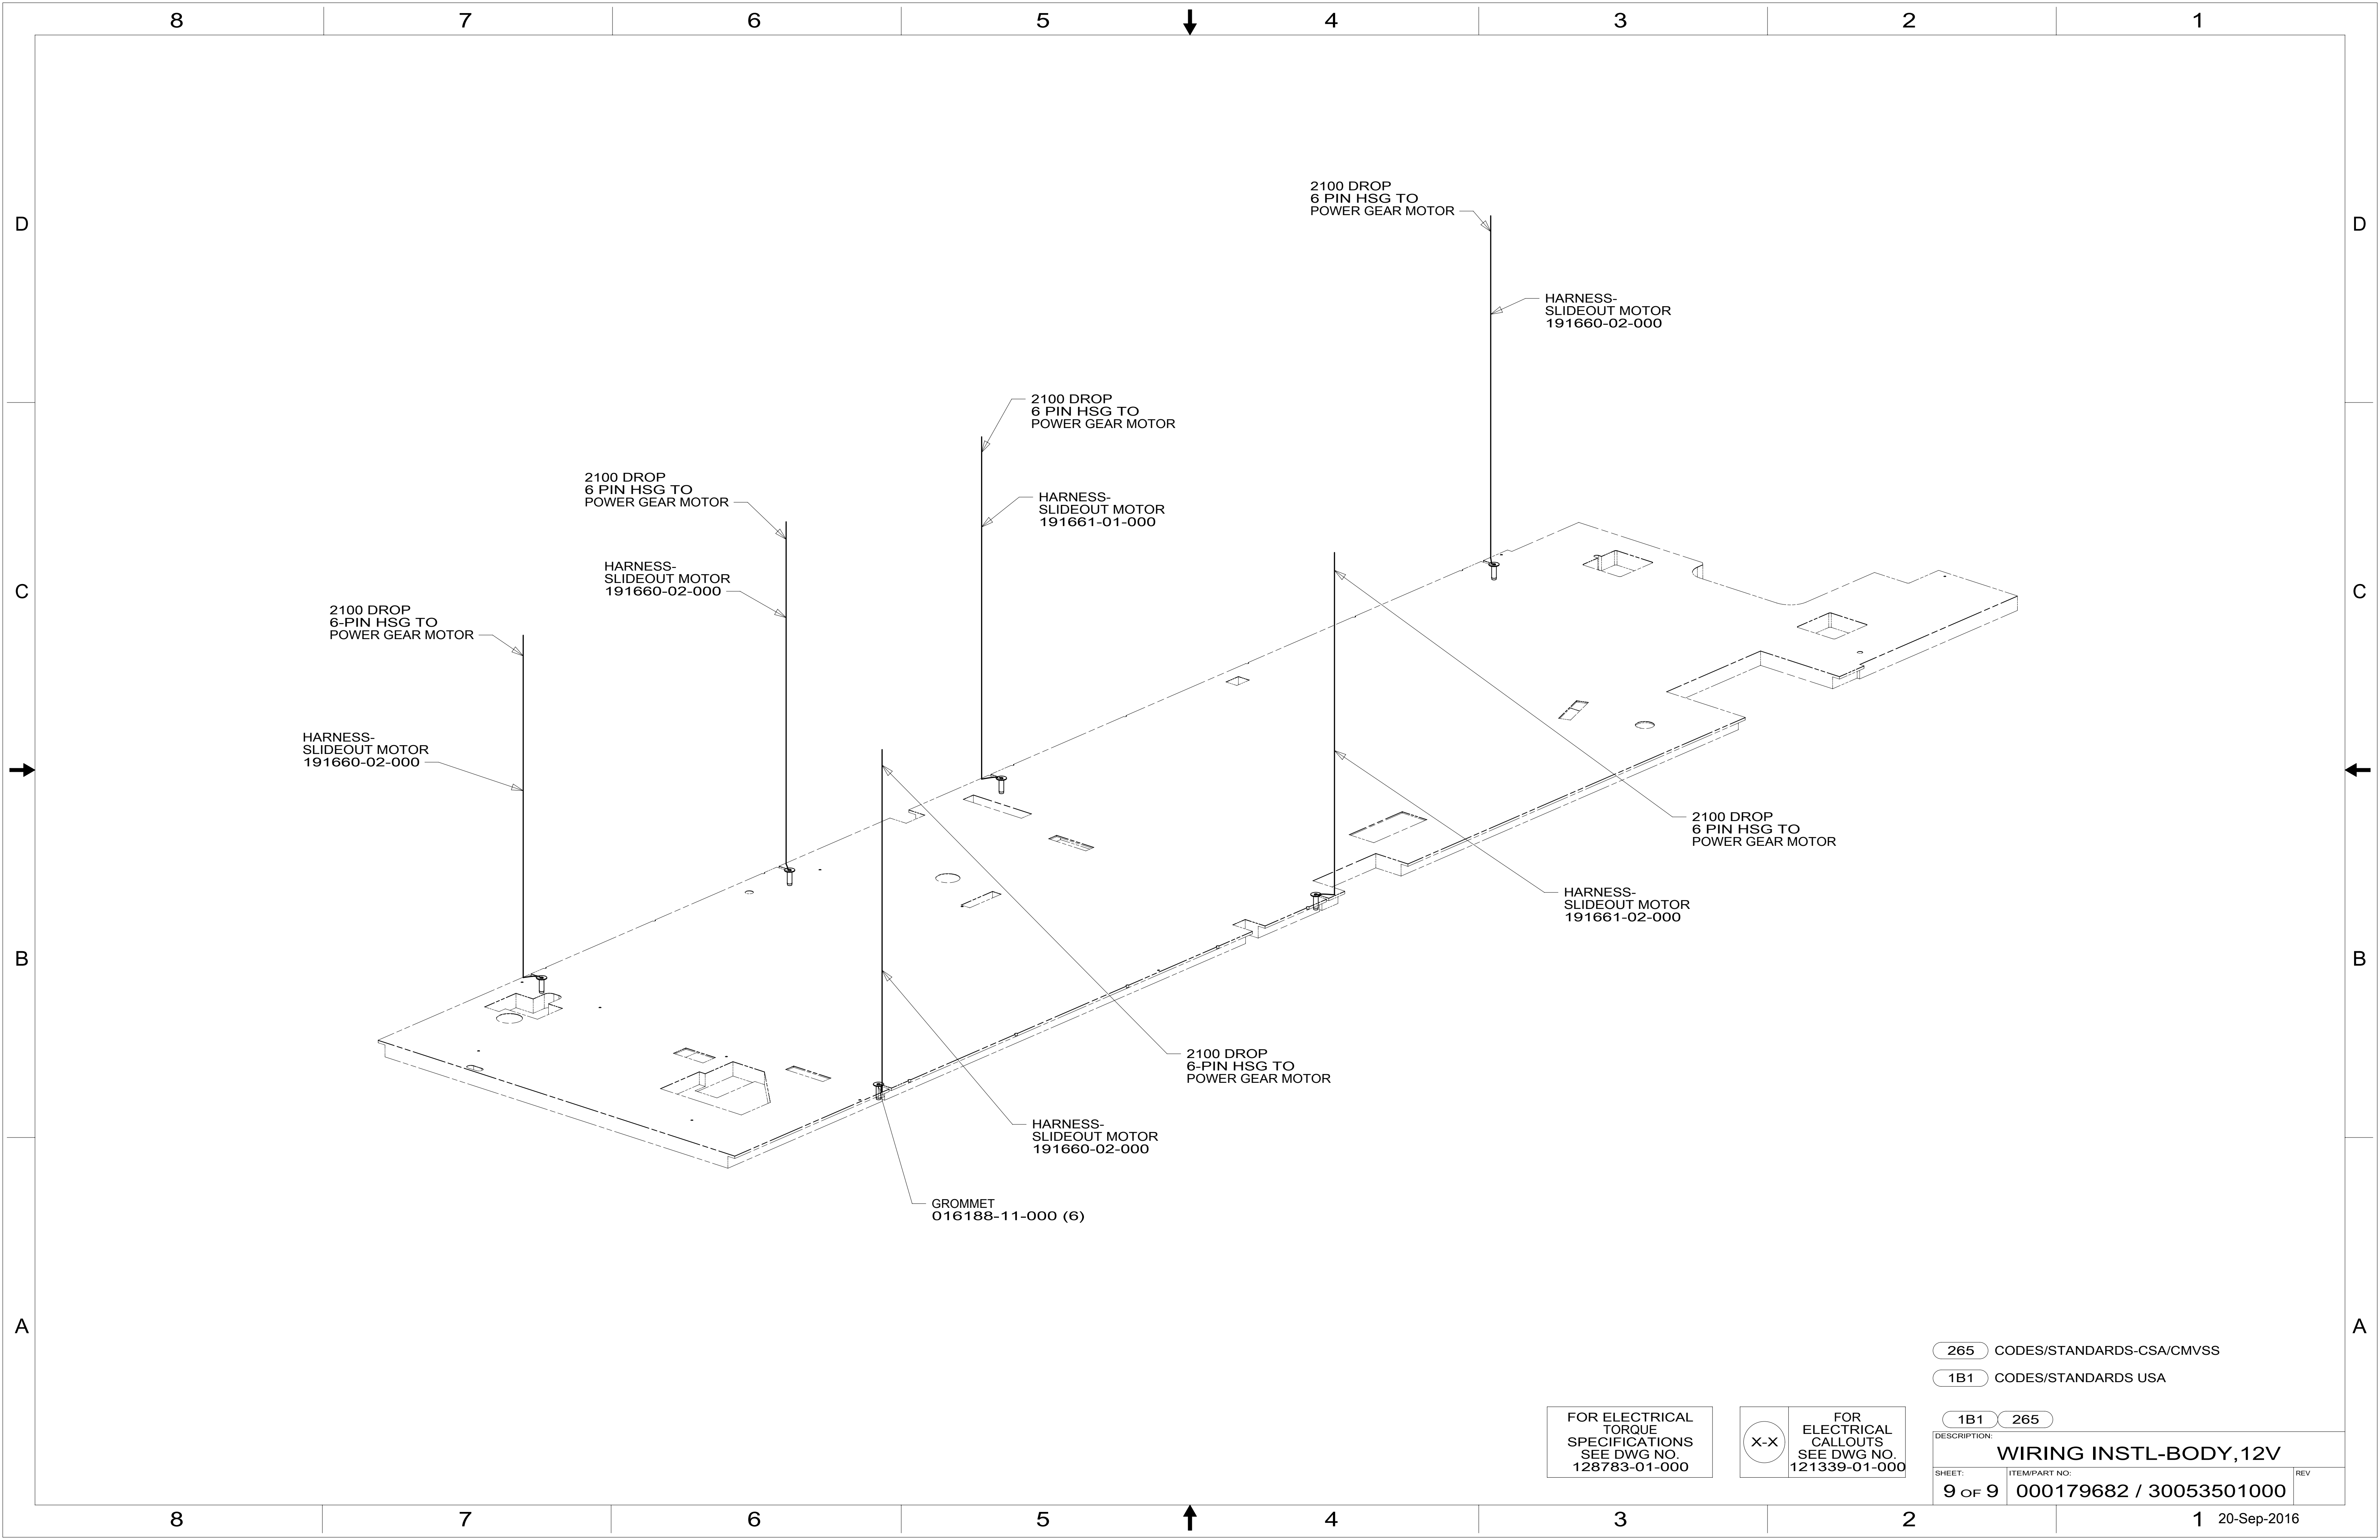 8 7 6 5 4 3 2 1
D
D
2100 DROP
6 PIN HSG TO
POWER GEAR MOTOR
HARNESS-
SLIDEOUT MOTOR
191660-02-000
2100 DROP
6 PIN HSG TO
POWER GEAR MOTOR
2100 DROP
6 PIN HSG TO
POWER GEAR MOTOR
HARNESS-
SLIDEOUT MOTOR
191661-01-000
HARNESS-
SLIDEOUT MOTOR
191660-02-000
C
C
2100 DROP
6-PIN HSG TO
POWER GEAR MOTOR
HARNESS-
SLIDEOUT MOTOR
191660-02-000
2100 DROP
6 PIN HSG TO
POWER GEAR MOTOR
HARNESS-
SLIDEOUT MOTOR
191661-02-000
B
B
2100 DROP
6-PIN HSG TO
POWER GEAR MOTOR
HARNESS-
SLIDEOUT MOTOR
191660-02-000
GROMMET
016188-11-000 (6)
A
A
265 CODES/STANDARDS-CSA/CMVSS
1B1 CODES/STANDARDS USA
FOR ELECTRICAL
TORQUE
SPECIFICATIONS
SEE DWG NO.
128783-01-000
X-X
FOR
ELECTRICAL
CALLOUTS
SEE DWG NO.
121339-01-000
1B1 265
DESCRIPTION:
WIRING INSTL-BODY,12V
SHEET: ITEM/PART NO: REV
9 OF 9 000179682 / 30053501000
8 7 6 5 4 3 2 1 20-Sep-2016